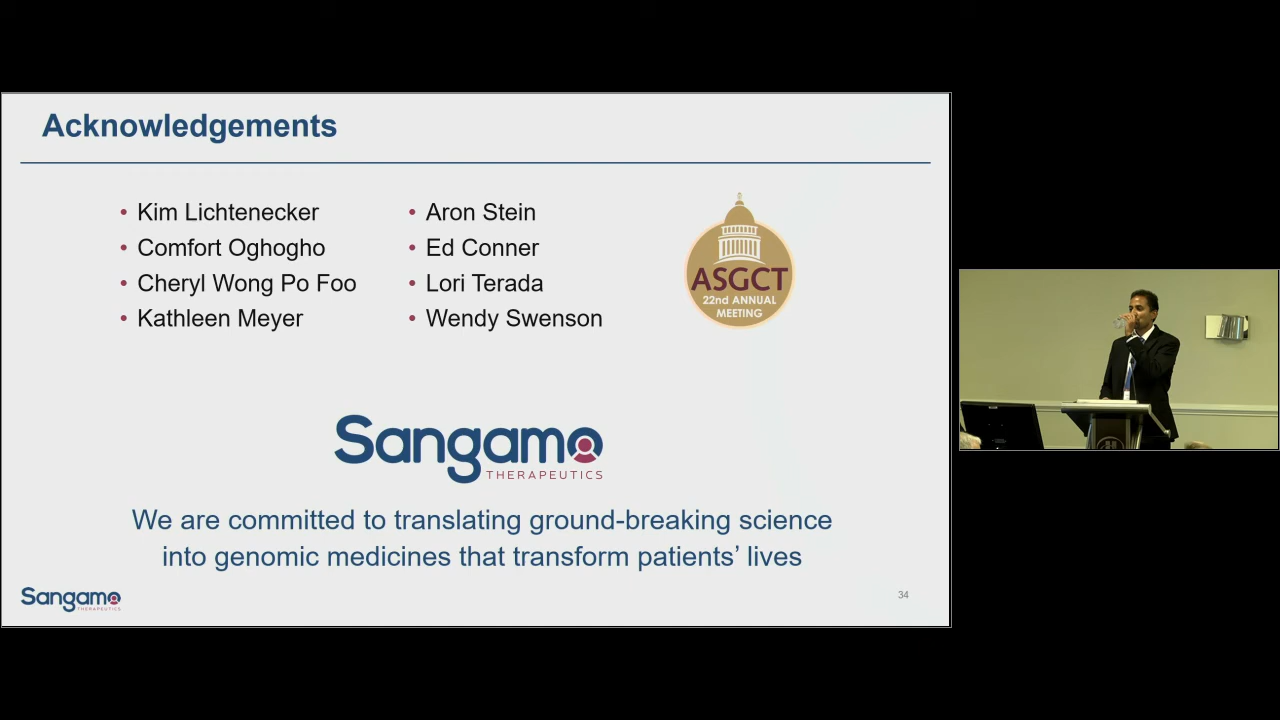 Acknowledgements
• Kim Lichtenecker
• Comfort Oghogho
• Cheryl Wong Po Foo
• Kathleen Meyer
• Aron Stein
• Ed Conner
• Lori Terada
• Wendy Swenson
ASGCT
22nd ANNUAL
MEETING
Sangamo
THERAPEUTICS
We are committed to translating ground-breaking science
into genomic medicines that transform patients’ lives
Sangamo
THERAPEUTICS
34